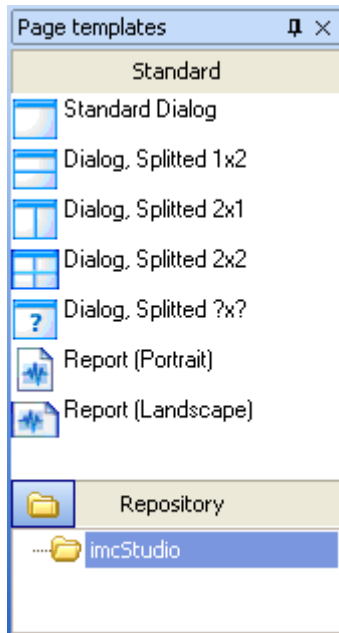 Page templates
Standard
Standard Dialog
Dialog, Splitted 1x2
Dialog, Splitted 2x1
Dialog, Splitted 2x2
Dialog, Splitted ?x?
?
Report (Portrait)
Report (Landscape)
Repository
imcStudio